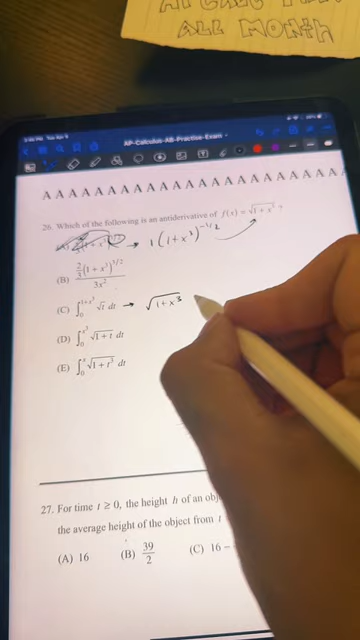 AP CALC
ALL MONTH
AP-Calculus-AB-Practice-Exam
A A A A A A A A A A A A A A A A A A A A A A A A
26. Which of the following is an antiderivative of f(x) = √(1 + x³) ?
→ 1(1+x³)^(-1/2)
(B) (2/3(1 + x³)^(3/2))/(3x²)
(C) ∫₀^(1+x³) √t dt → √(1+x³)
(D) ∫₀^(x³) √(1 + t) dt
(E) ∫₀^x √(1 + t³) dt
27. For time t ≥ 0, the height h of an obj
the average height of the object from t
(A) 16 (B) 39/2 (C) 16 –